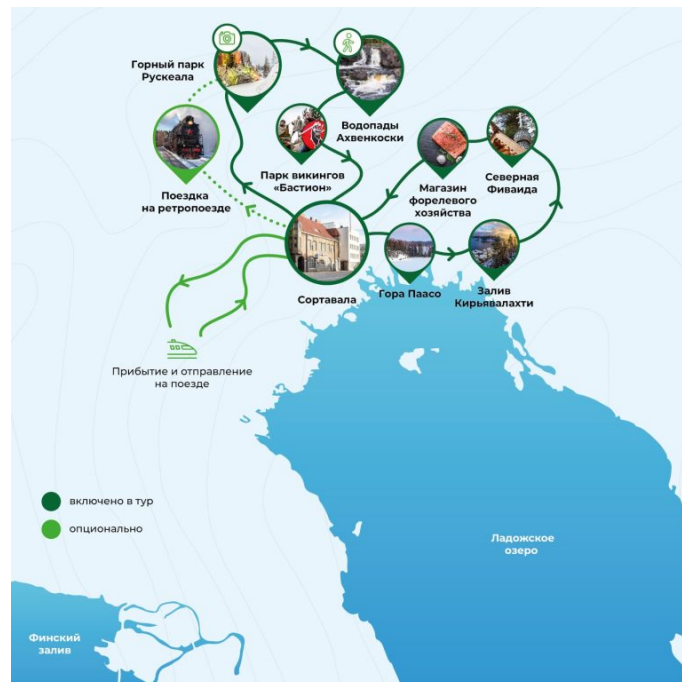 Горный парк
Рускеала
Водопады
Ахвенкоски
Парк викингов
«Бастион»
Поездка
на ретропоезде
Магазин
форелевого
хозяйства
Северная
Фиваида
Сортавала
Гора Паасо
Залив
Кирьявалахти
Прибытие и отправление
на поезде
включено в тур
опционально
Ладожское
озеро
Финский
залив